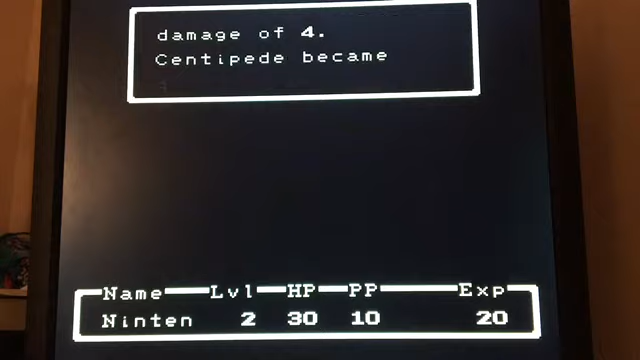 damage of 4.
Centipede became
Name Lvl HP PP Exp
Ninten 2 30 10 20